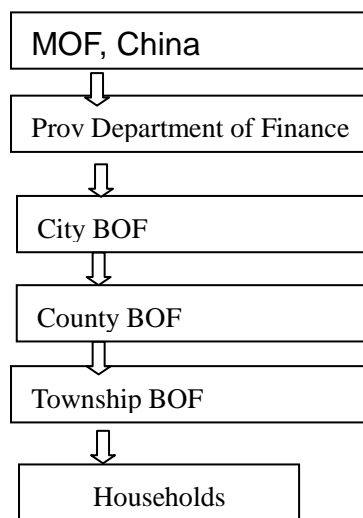 MOF, China
Prov Department of Finance
City BOF
County BOF
Township BOF
Households